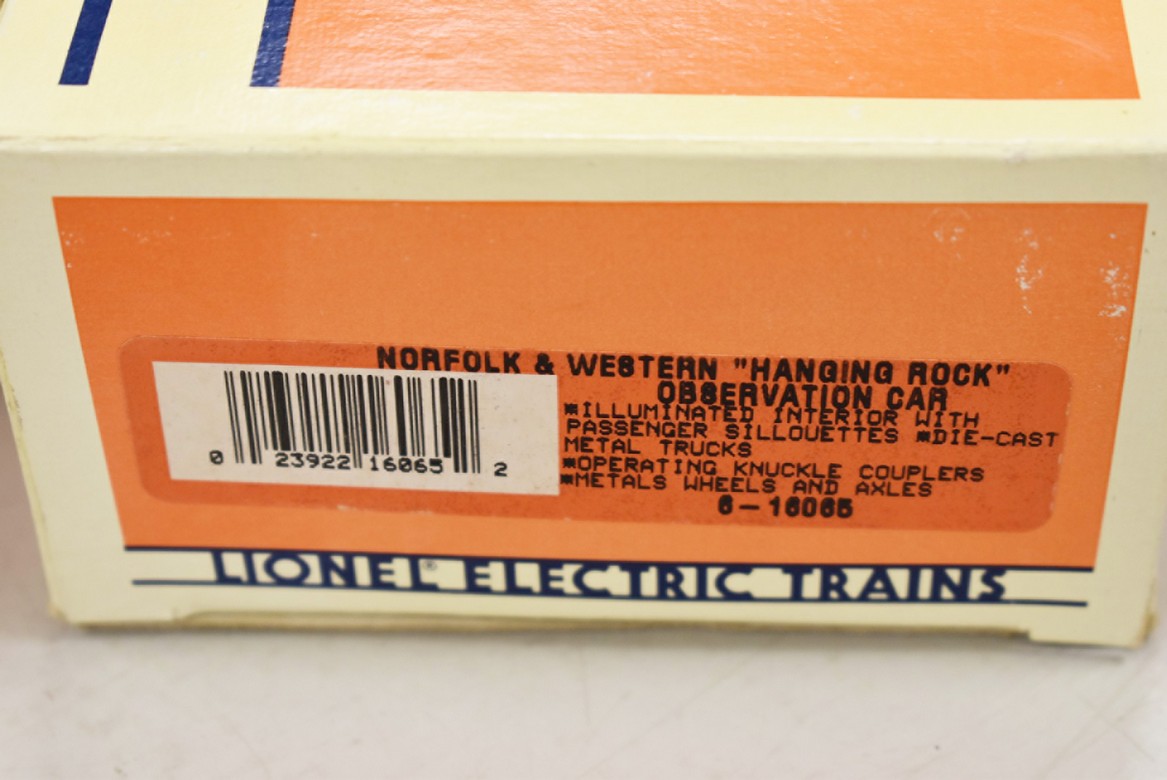 NORFOLK & WESTERN "HANGING ROCK"
OBSERVATION CAR
*ILLUMINATED INTERIOR WITH
PASSENGER SILLOUETTES *DIE-CAST
METAL TRUCKS
*OPERATING KNUCKLE COUPLERS
*METALS WHEELS AND AXLES
6-16065
0 23922 16065 2
LIONEL® ELECTRIC TRAINS